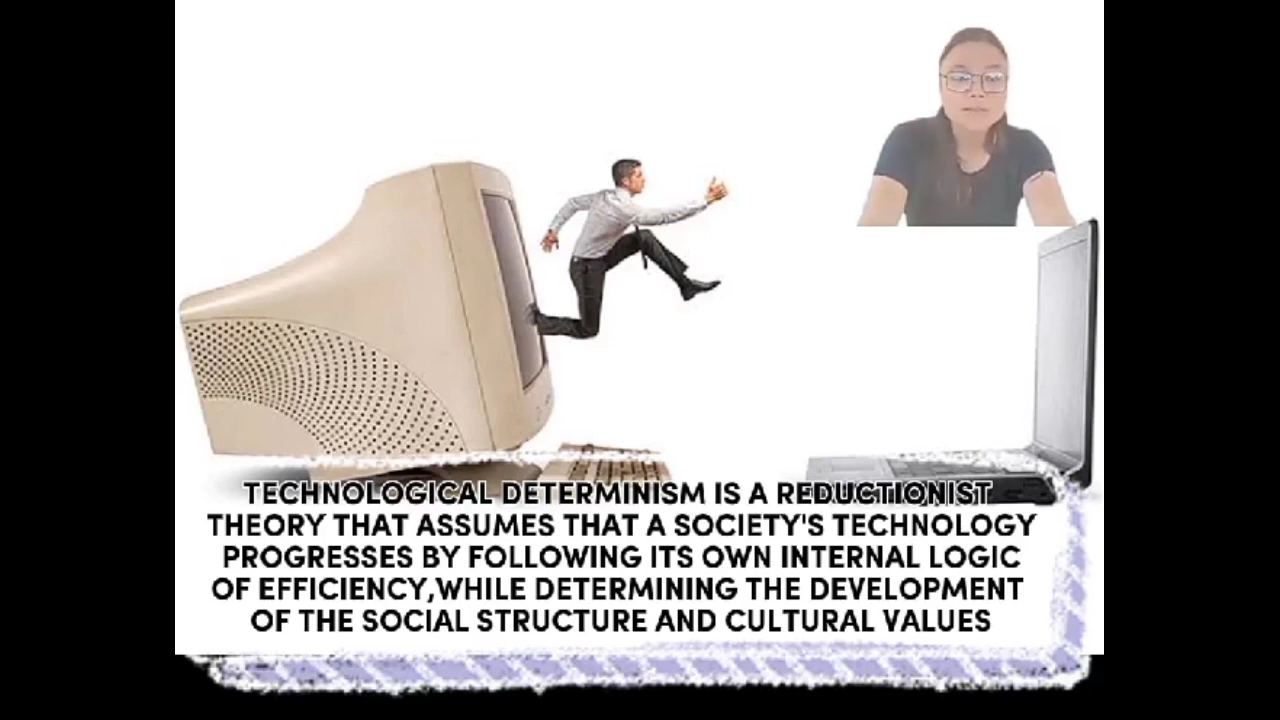 TECHNOLOGICAL DETERMINISM IS A REDUCTIONIST
THEORY THAT ASSUMES THAT A SOCIETY'S TECHNOLOGY
PROGRESSES BY FOLLOWING ITS OWN INTERNAL LOGIC
OF EFFICIENCY,WHILE DETERMINING THE DEVELOPMENT
OF THE SOCIAL STRUCTURE AND CULTURAL VALUES